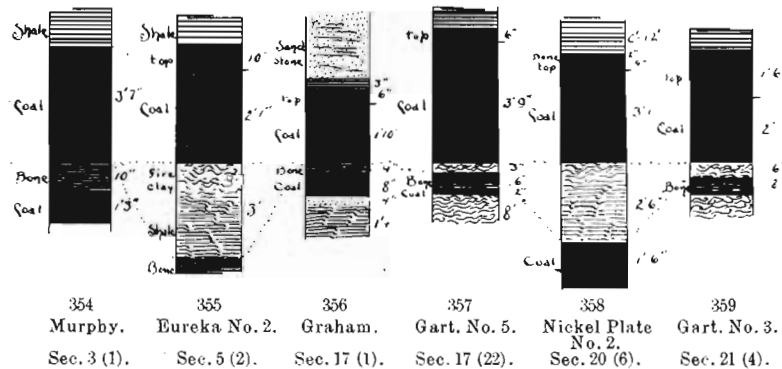 Shale
Coal
3'7"
Bone
10"
Coal
1'3"
354
Murphy.
Sec. 3 (1).
Shale
top
10"
Coal
2'1"
Fire
clay
3'
Shale
Bone
355
Eureka No. 2.
Sec. 5 (2).
Sand
stone
3"
top
6"
Coal
1'10"
Bone
4"
Coal
8"
4"
356
Graham.
Sec. 17 (1).
top
6"
Coal
3'9"
3"
Bone
6"
Coal
2"
8"
357
Gart. No. 5.
Sec. 17 (22).
Bone
top
Coal
2'6"
Coal
1'6"
358
Nickel Plate
No. 2.
Sec. 20 (6).
top
1'6
Coal
2'
6
Bone
2
359
Gart. No. 3.
Sec. 21 (4).